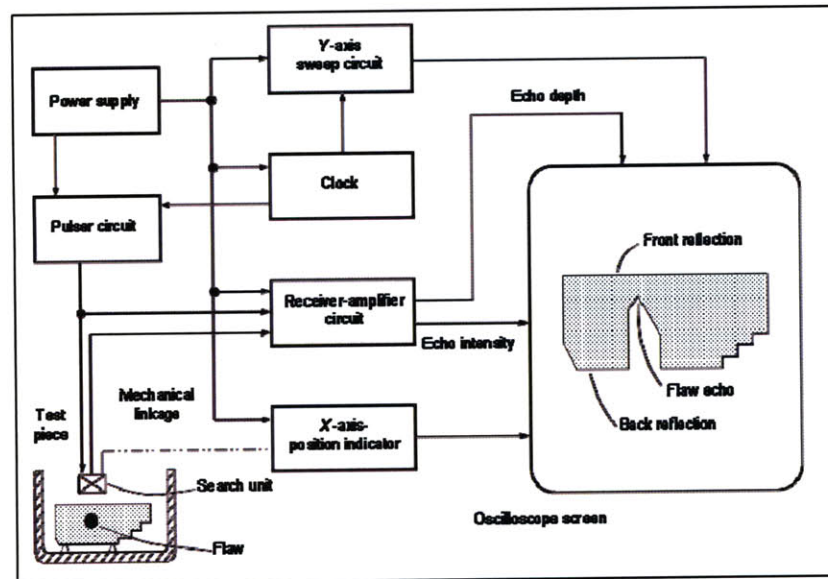 Y-axis
sweep circuit
Power supply
Echo depth
Clock
Pulser circuit
Front reflection
Receiver-amplifier
circuit
Echo intensity
Flaw echo
Mechanical
linkage
Back reflection
Test
piece
X-axis-
position indicator
Search unit
Oscilloscope screen
Flaw